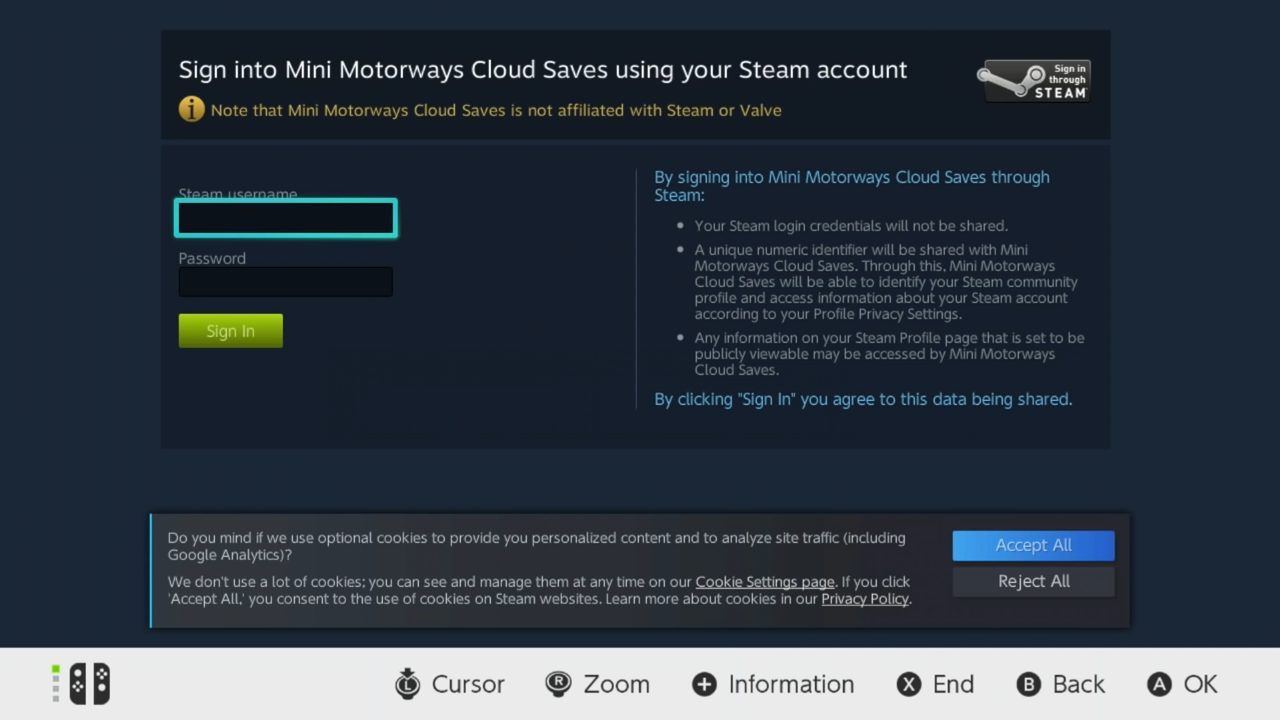 Sign into Mini Motorways Cloud Saves using your Steam account
Sign in
through
STEAM
Note that Mini Motorways Cloud Saves is not affiliated with Steam or Valve
Steam username
Password
Sign In
By signing into Mini Motorways Cloud Saves through
Steam:
• Your Steam login credentials will not be shared.
• A unique numeric identifier will be shared with Mini
Motorways Cloud Saves. Through this, Mini Motorways
Cloud Saves will be able to identify your Steam community
profile and access information about your Steam account
according to your Profile Privacy Settings.
• Any information on your Steam Profile page that is set to be
publicly viewable may be accessed by Mini Motorways
Cloud Saves.
By clicking "Sign In" you agree to this data being shared.
Do you mind if we use optional cookies to provide you personalized content and to analyze site traffic (including
Google Analytics)?
We don't use a lot of cookies; you can see and manage them at any time on our Cookie Settings page. If you click
'Accept All,' you consent to the use of cookies on Steam websites. Learn more about cookies in our Privacy Policy.
Accept All
Reject All
L Cursor
R Zoom
+ Information
X End
B Back
A OK